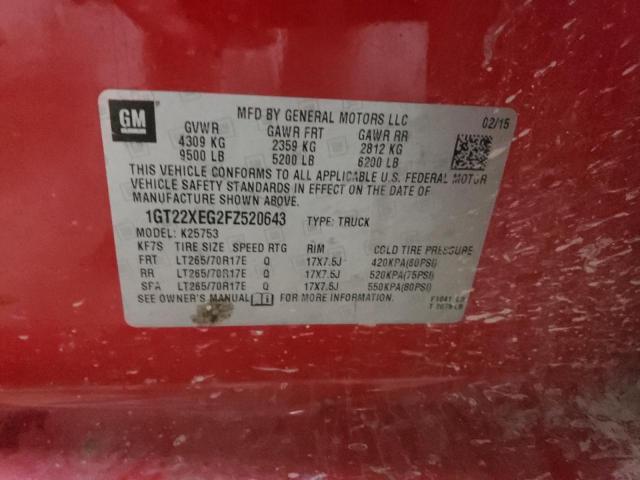 GM
MFD BY GENERAL MOTORS LLC
02/15
GVWR GAWR FRT GAWR RR
4309 KG 2359 KG 2812 KG
9500 LB 5200 LB 6200 LB
THIS VEHICLE CONFORMS TO ALL APPLICABLE U.S. FEDERAL MOTOR
VEHICLE SAFETY STANDARDS IN EFFECT ON THE DATE OF
MANUFACTURE SHOWN ABOVE.
1GT22XEG2FZ520643 TYPE: TRUCK
MODEL: K25753
KF7S TIRE SIZE SPEED RTG RIM COLD TIRE PRESSURE
FRT LT265/70R17E Q 17X7.5J 420KPA(60PSI)
RR LT265/70R17E Q 17X7.5J 520KPA(75PSI)
SPA LT265/70R17E Q 17X7.5J 550KPA(80PSI)
SEE OWNER'S MANUAL FOR MORE INFORMATION.